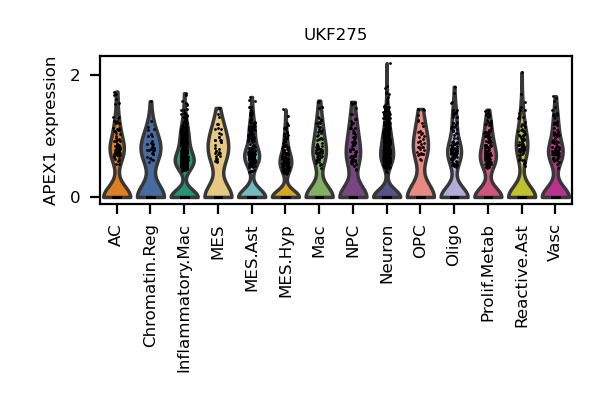 UKF275
APEX1 expression
2
0
AC
Chromatin.Reg
Inflammatory.Mac
MES
MES.Ast
MES.Hyp
Mac
NPC
Neuron
OPC
Oligo
Prolif.Metab
Reactive.Ast
Vasc